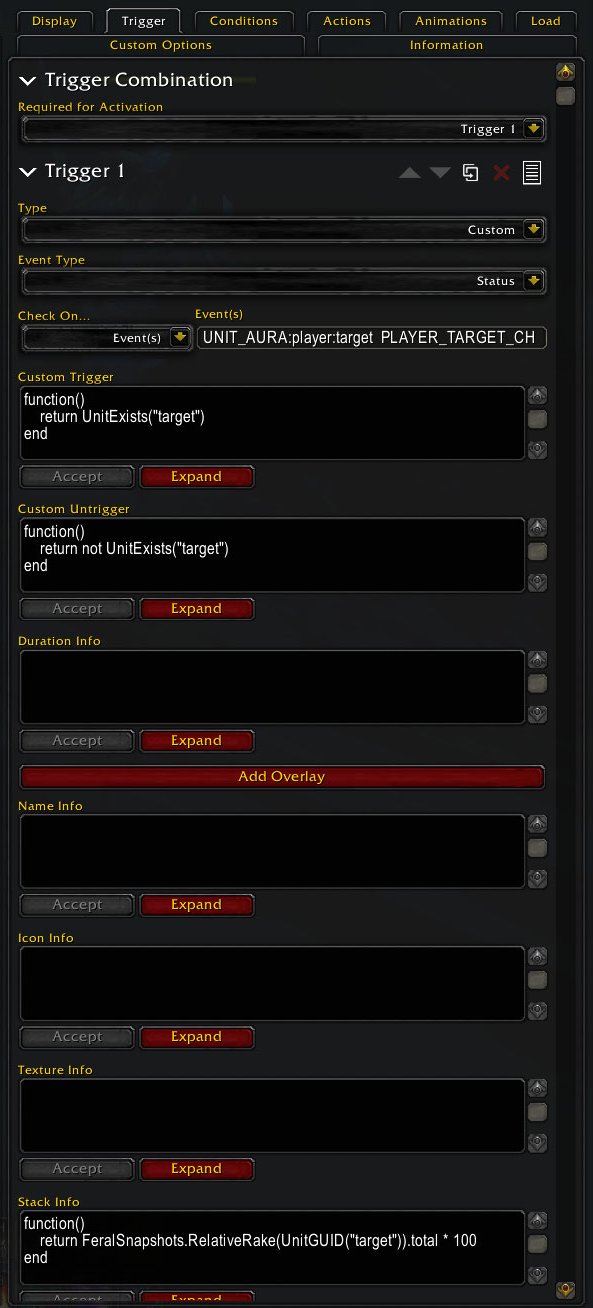 Display Trigger Conditions Actions Animations Load
Custom Options Information
Trigger Combination
Required for Activation
Trigger 1
Trigger 1
Type
Custom
Event Type
Status
Check On... Event(s)
Event(s) UNIT_AURA:player:target PLAYER_TARGET_CH
Custom Trigger
function()
return UnitExists("target")
end
Accept Expand
Custom Untrigger
function()
return not UnitExists("target")
end
Accept Expand
Duration Info
Accept Expand
Add Overlay
Name Info
Accept Expand
Icon Info
Accept Expand
Texture Info
Accept Expand
Stack Info
function()
return FeralSnapshots.RelativeRake(UnitGUID("target")).total * 100
end
Accept Expand